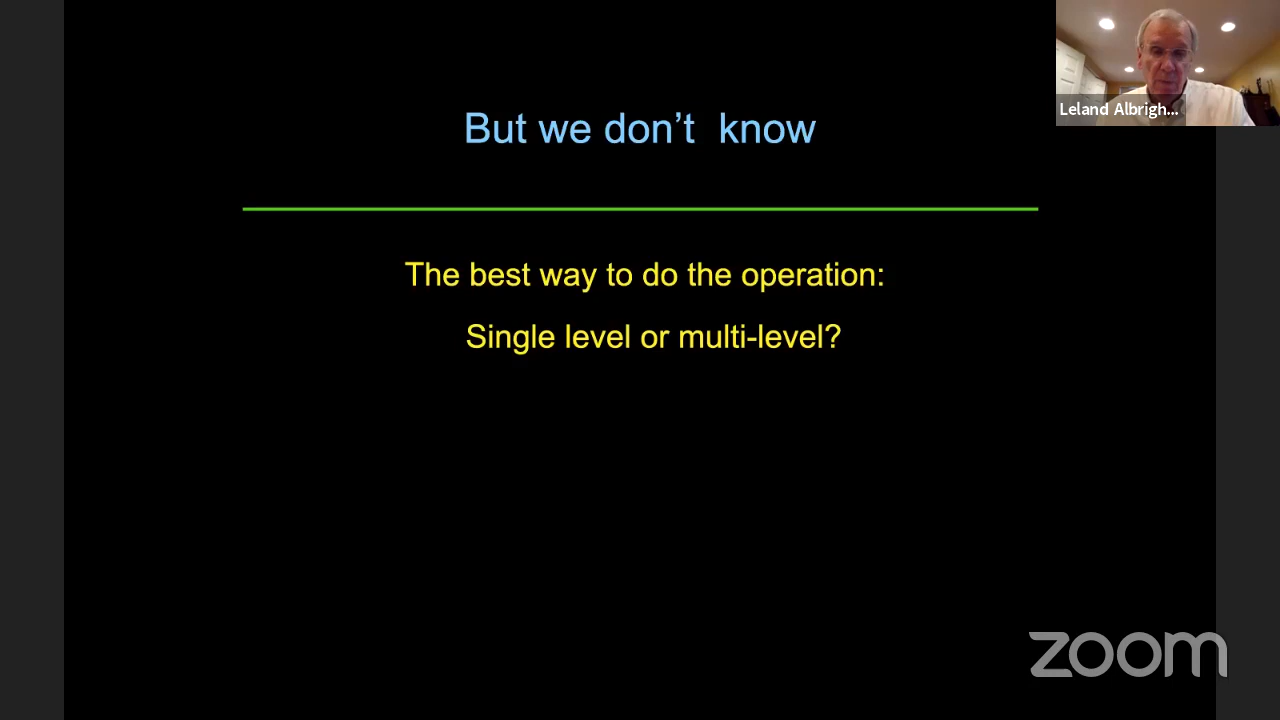 But we don't  know
The best way to do the operation:
Single level or multi-level?
Leland Albrigh...
zoom